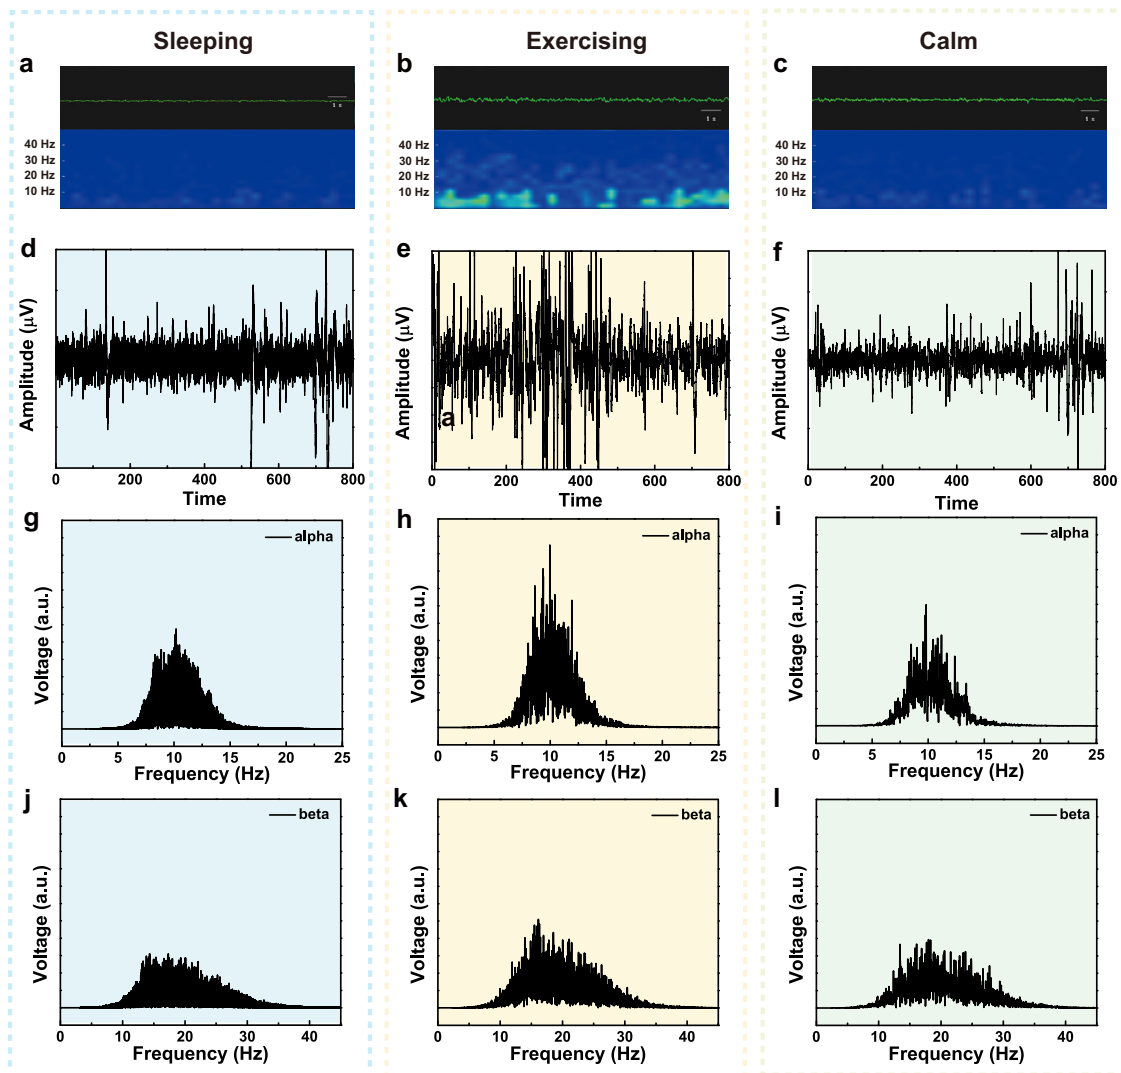 Sleeping
Exercising
Calm
a
b
c
1 s
1 s
1 s
40 Hz
30 Hz
20 Hz
10 Hz
40 Hz
30 Hz
20 Hz
10 Hz
40 Hz
30 Hz
20 Hz
10 Hz
d
Amplitude (μV)
0 200 400 600 800
Time
e
Amplitude (μV)
a
0 200 400 600 800
Time
f
Amplitude (μV)
0 200 400 600 800
Time
g
alpha
Voltage (a.u.)
0 5 10 15 20 25
Frequency (Hz)
h
alpha
Voltage (a.u.)
0 5 10 15 20 25
Frequency (Hz)
i
alpha
Voltage (a.u.)
0 5 10 15 20 25
Frequency (Hz)
j
beta
Voltage (a.u.)
0 10 20 30 40
Frequency (Hz)
k
beta
Voltage (a.u.)
0 10 20 30 40
Frequency (Hz)
l
beta
Voltage (a.u.)
0 10 20 30 40
Frequency (Hz)